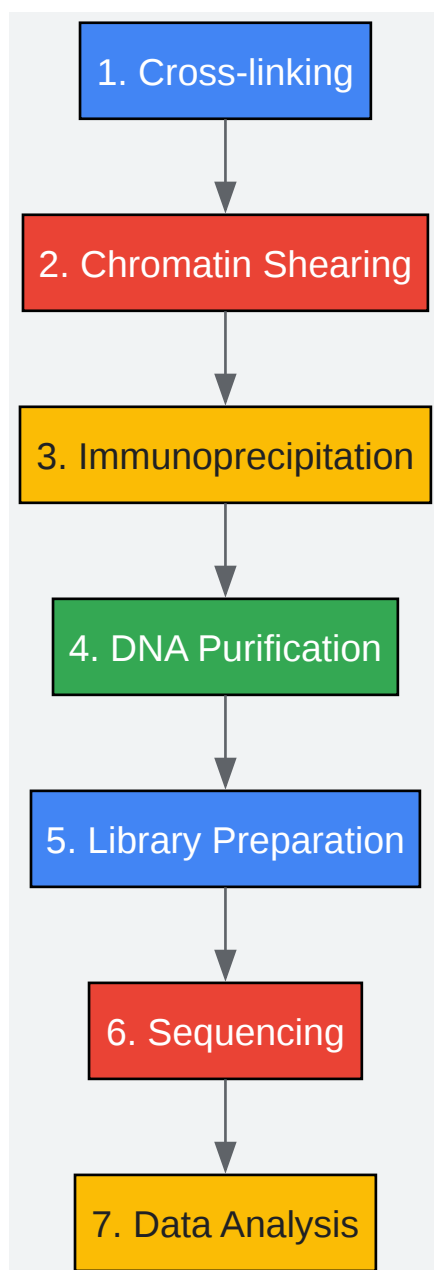 1. Cross-linking
2. Chromatin Shearing
3. Immunoprecipitation
4. DNA Purification
5. Library Preparation
6. Sequencing
7. Data Analysis